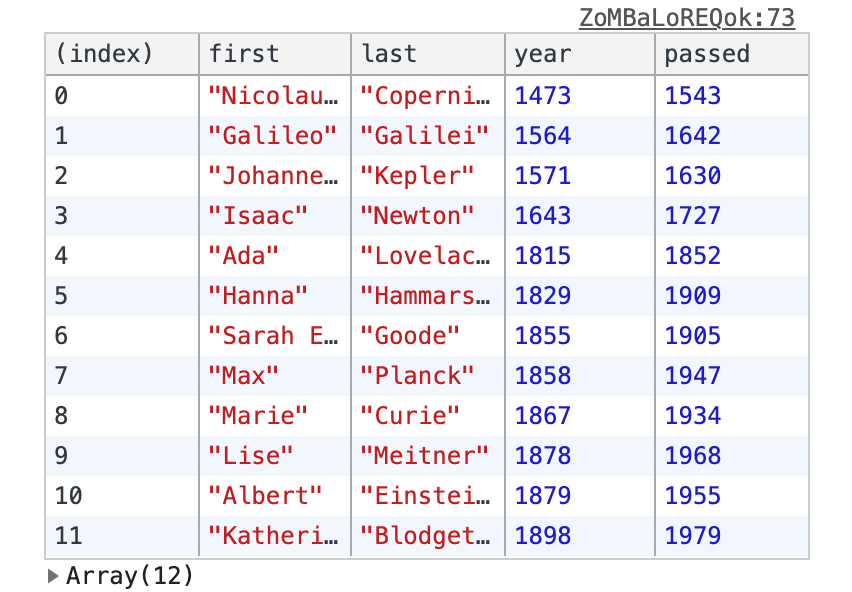 ZoMBaLoREQok:73
(index) first last year passed
0 "Nicolau… "Coperni… 1473 1543
1 "Galileo" "Galilei" 1564 1642
2 "Johanne… "Kepler" 1571 1630
3 "Isaac" "Newton" 1643 1727
4 "Ada" "Lovelac… 1815 1852
5 "Hanna" "Hammars… 1829 1909
6 "Sarah E… "Goode" 1855 1905
7 "Max" "Planck" 1858 1947
8 "Marie" "Curie" 1867 1934
9 "Lise" "Meitner" 1878 1968
10 "Albert" "Einstei… 1879 1955
11 "Katheri… "Blodget… 1898 1979
Array(12)